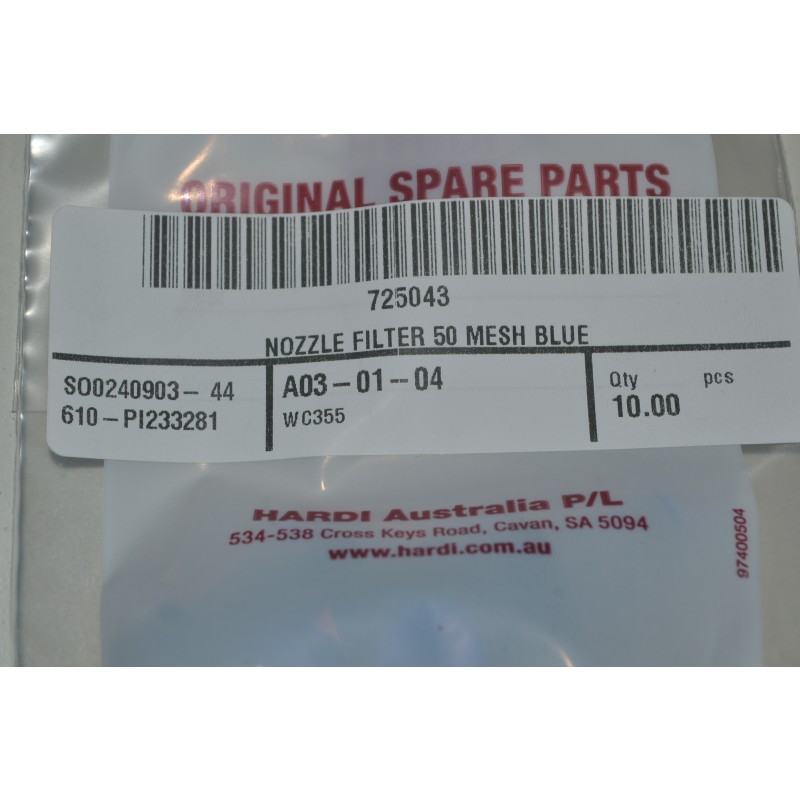 ORIGINAL SPARE PARTS
725043
NOZZLE FILTER 50 MESH BLUE
SO0240903-44
610-PI233281
A03-01-04
WC355
Qty pcs
10.00
HARDI Australia P/L
534-538 Cross Keys Road, Cavan, SA 5094
www.hardi.com.au
97400504